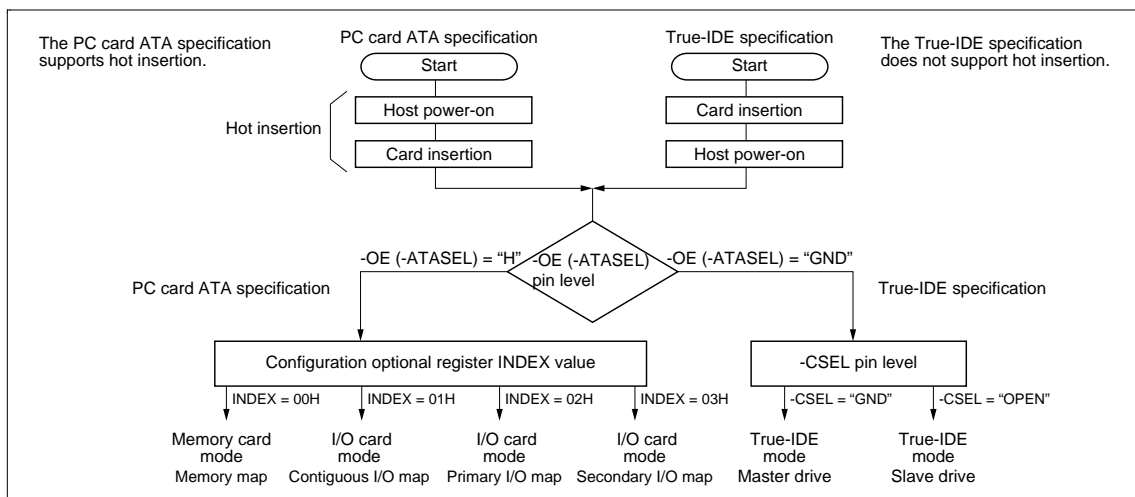 The PC card ATA specification
supports hot insertion.
PC card ATA specification
True-IDE specification
The True-IDE specification
does not support hot insertion.
Start
Start
Hot insertion
Host power-on
Card insertion
Card insertion
Host power-on
-OE (-ATASEL) = “H”
-OE (-ATASEL)
pin level
-OE (-ATASEL) = “GND”
PC card ATA specification
True-IDE specification
Configuration optional register INDEX value
-CSEL pin level
INDEX = 00H
INDEX = 01H
INDEX = 02H
INDEX = 03H
-CSEL = “GND”
-CSEL = “OPEN”
Memory card
mode
Memory map
I/O card
mode
Contiguous I/O map
I/O card
mode
Primary I/O map
I/O card
mode
Secondary I/O map
True-IDE
mode
Master drive
True-IDE
mode
Slave drive